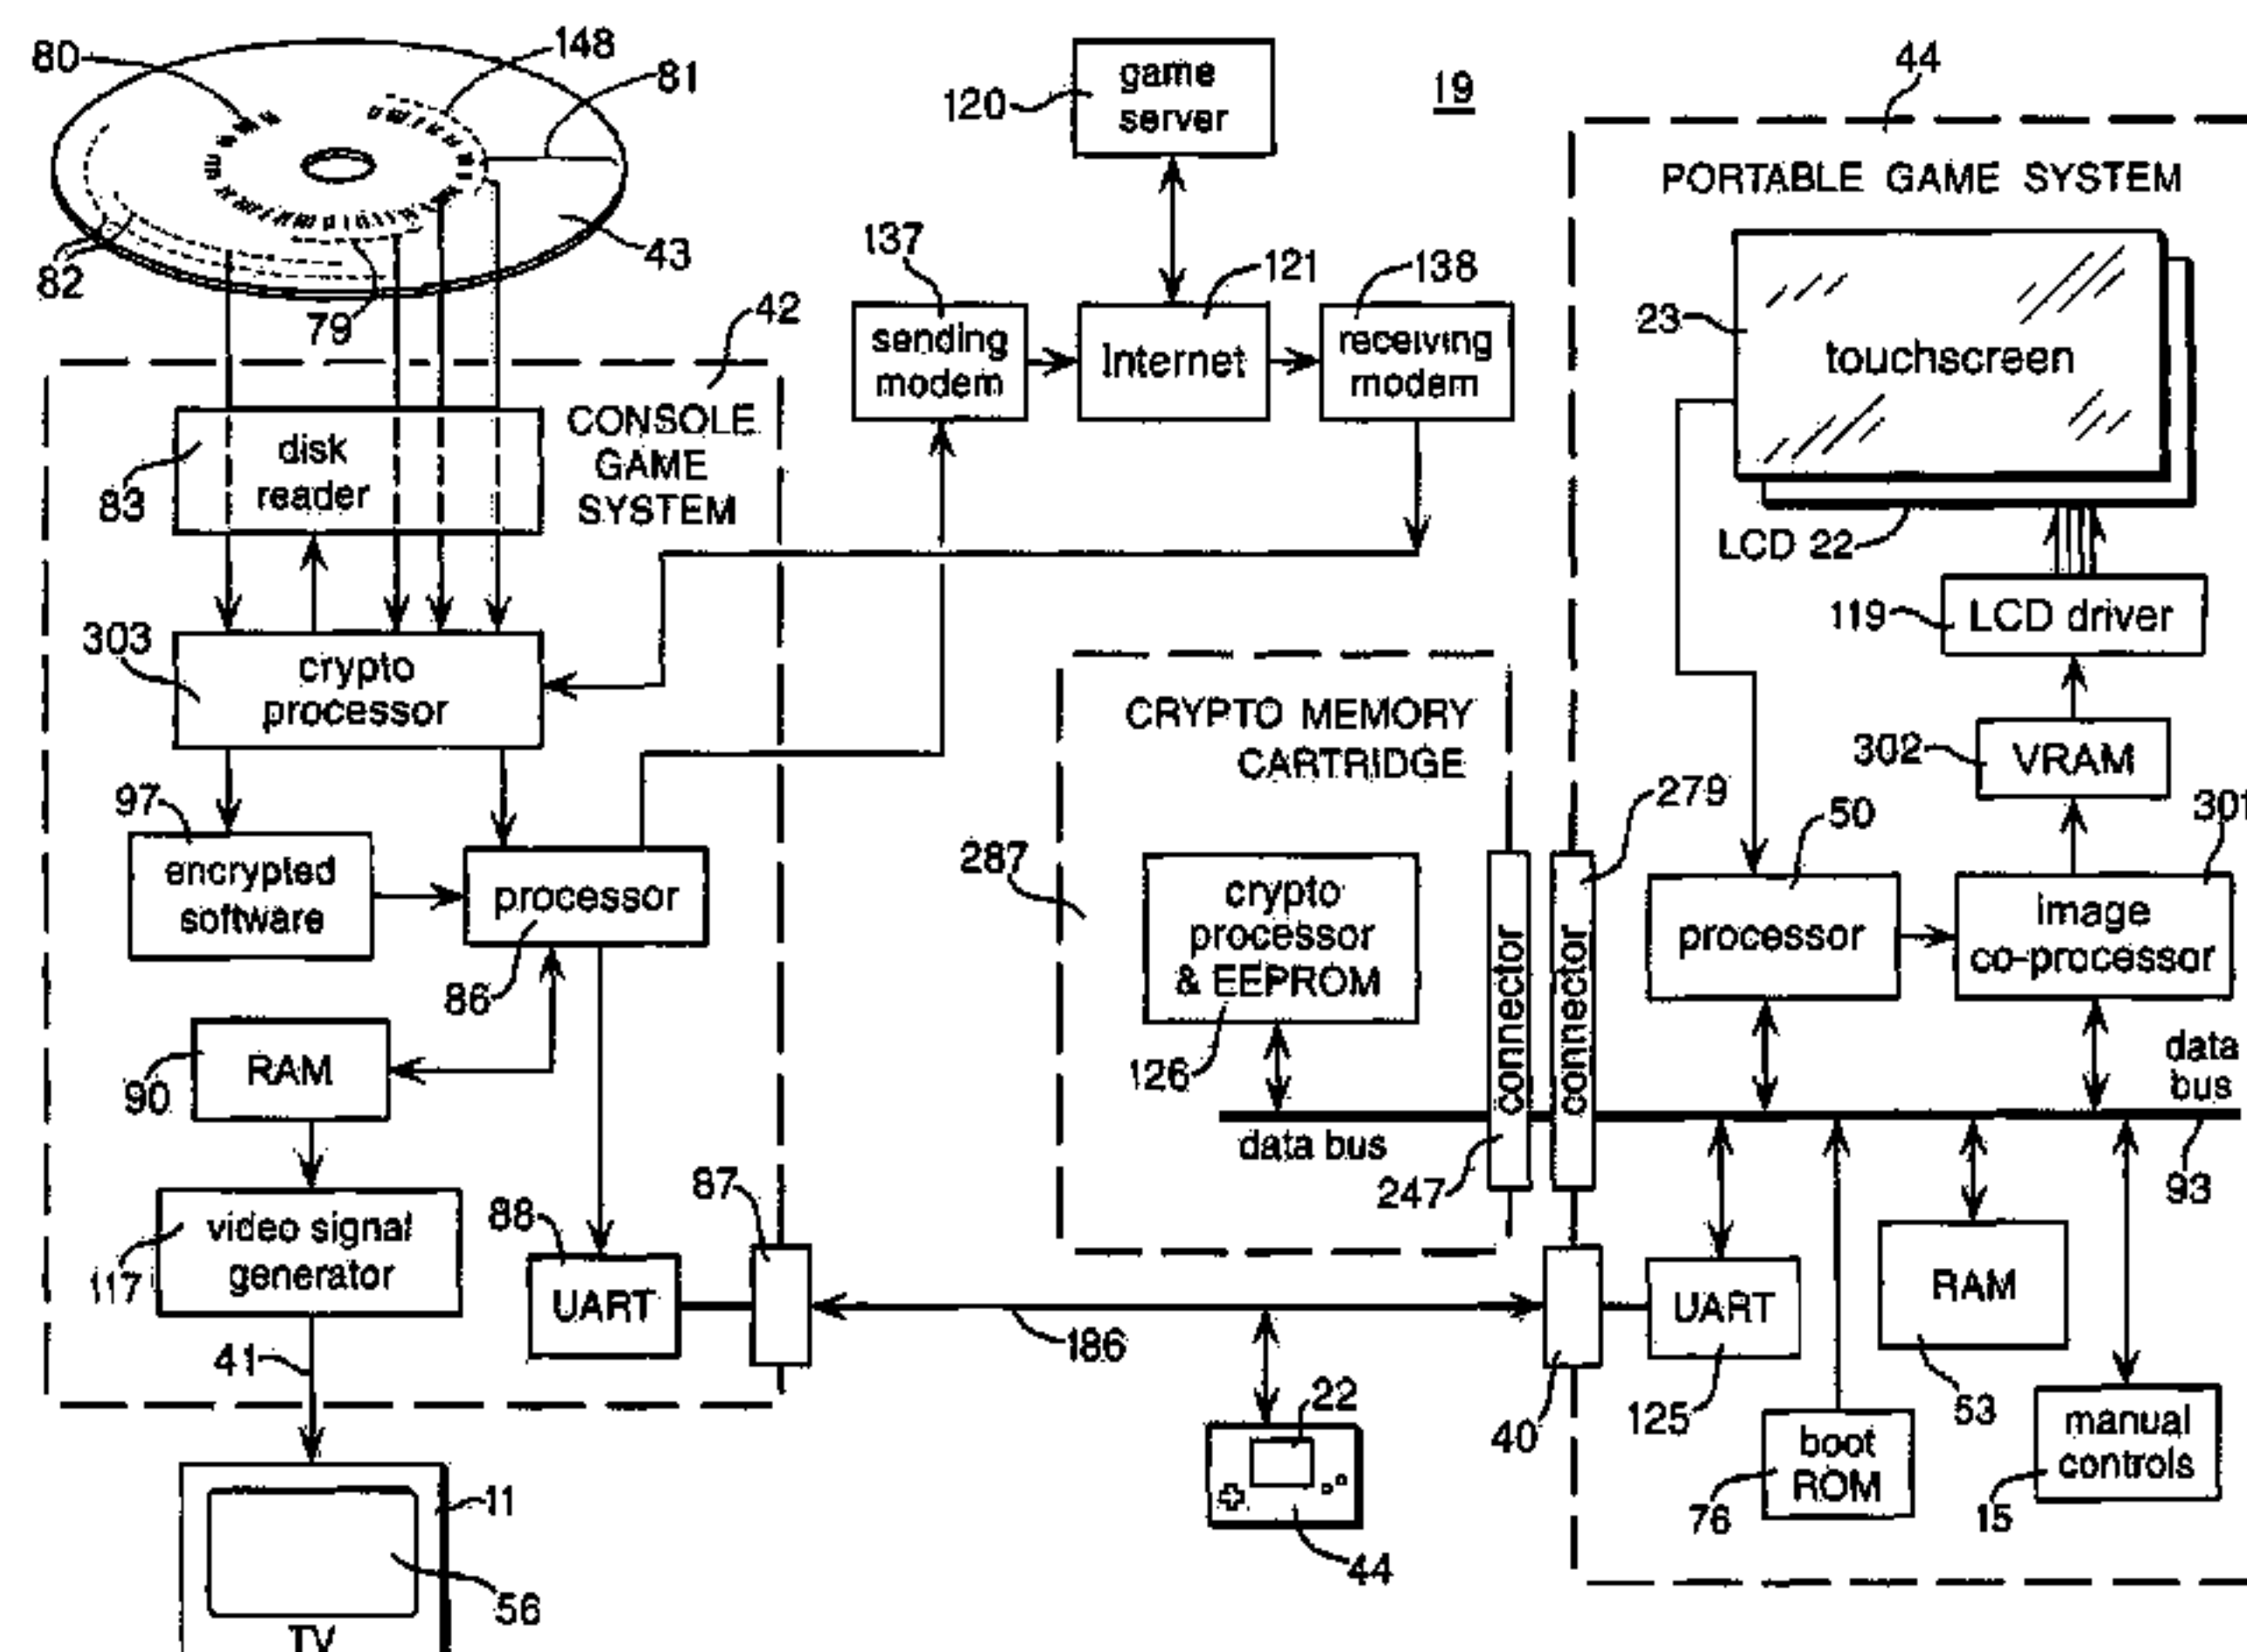 80
148
81
82
79
43
42
CONSOLE
GAME
SYSTEM
disk
reader
83
303
crypto
processor
97
encrypted
software
processor
86
RAM
90
video signal
generator
117
88
UART
87
41
11
56
TV
game
server
120
19
137
sending
modem
121
Internet
138
receiving
modem
CRYPTO MEMORY
CARTRIDGE
287
crypto
processor
& EEPROM
126
data bus
connector
247
connector
279
186
22
44
40
44
PORTABLE GAME SYSTEM
23
touchscreen
LCD 22
119
LCD driver
302
VRAM
301
50
processor
image
co-processor
data
bus
93
UART
125
boot
ROM
76
RAM
53
manual
controls
15